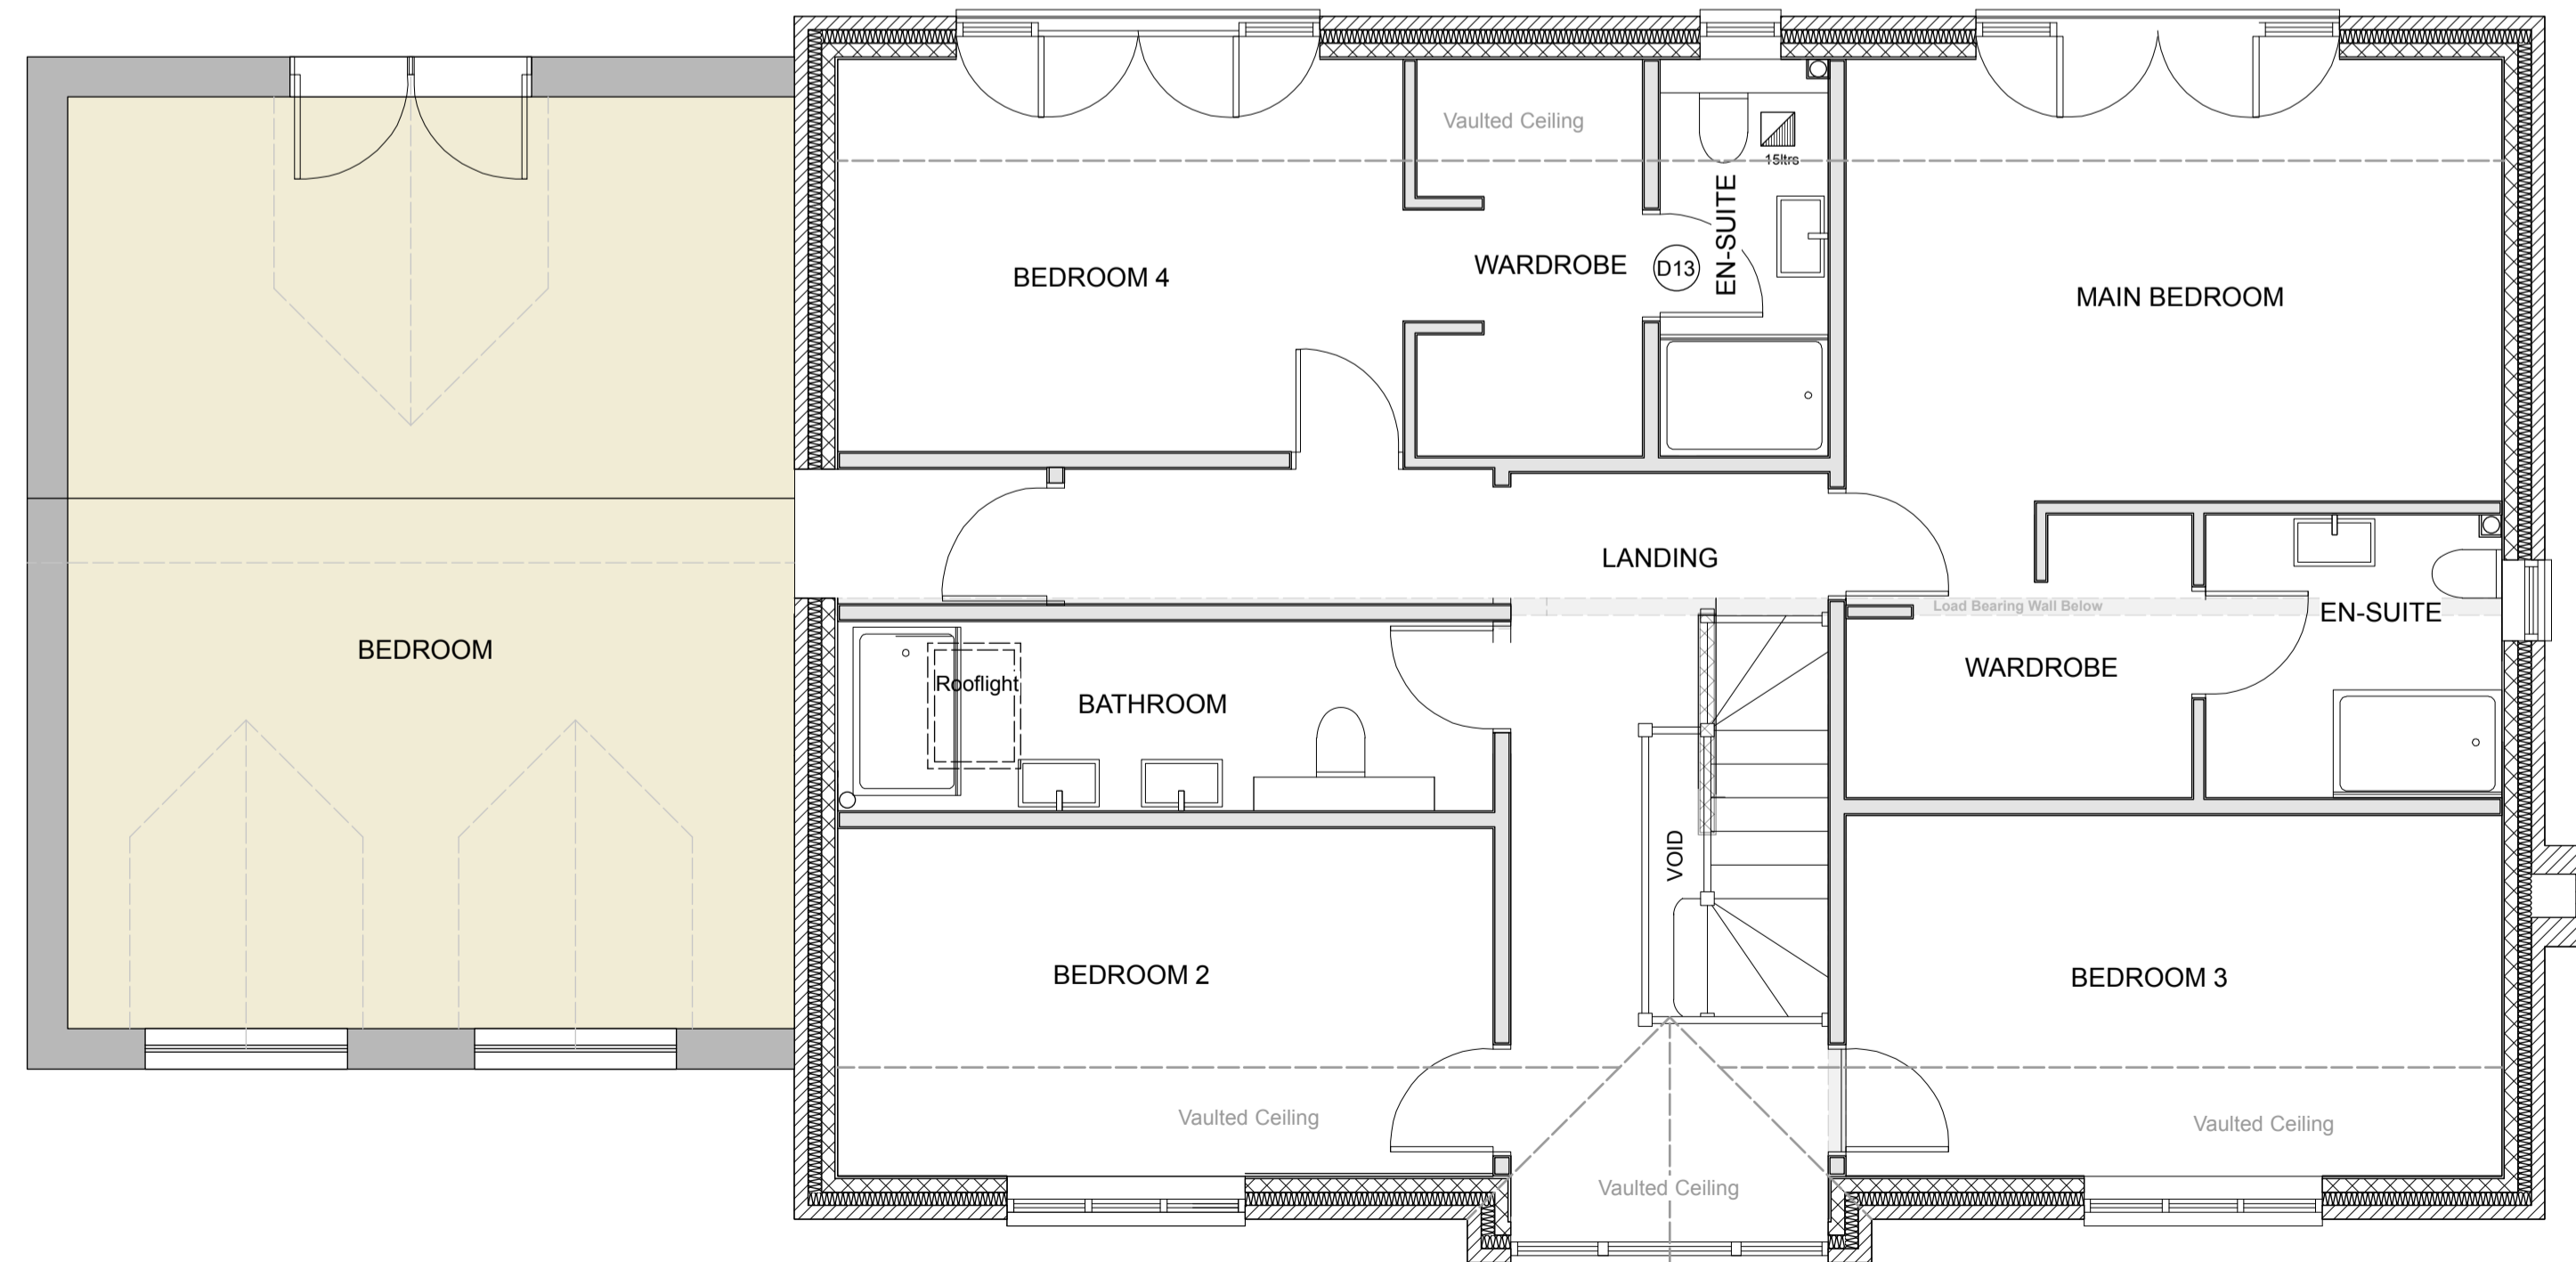 Vaulted Ceiling
15ltrs
BEDROOM 4
WARDROBE
D13
EN-SUITE
MAIN BEDROOM
LANDING
Load Bearing Wall Below
EN-SUITE
BEDROOM
Rooflight
BATHROOM
WARDROBE
VOID
BEDROOM 2
BEDROOM 3
Vaulted Ceiling
Vaulted Ceiling
Vaulted Ceiling